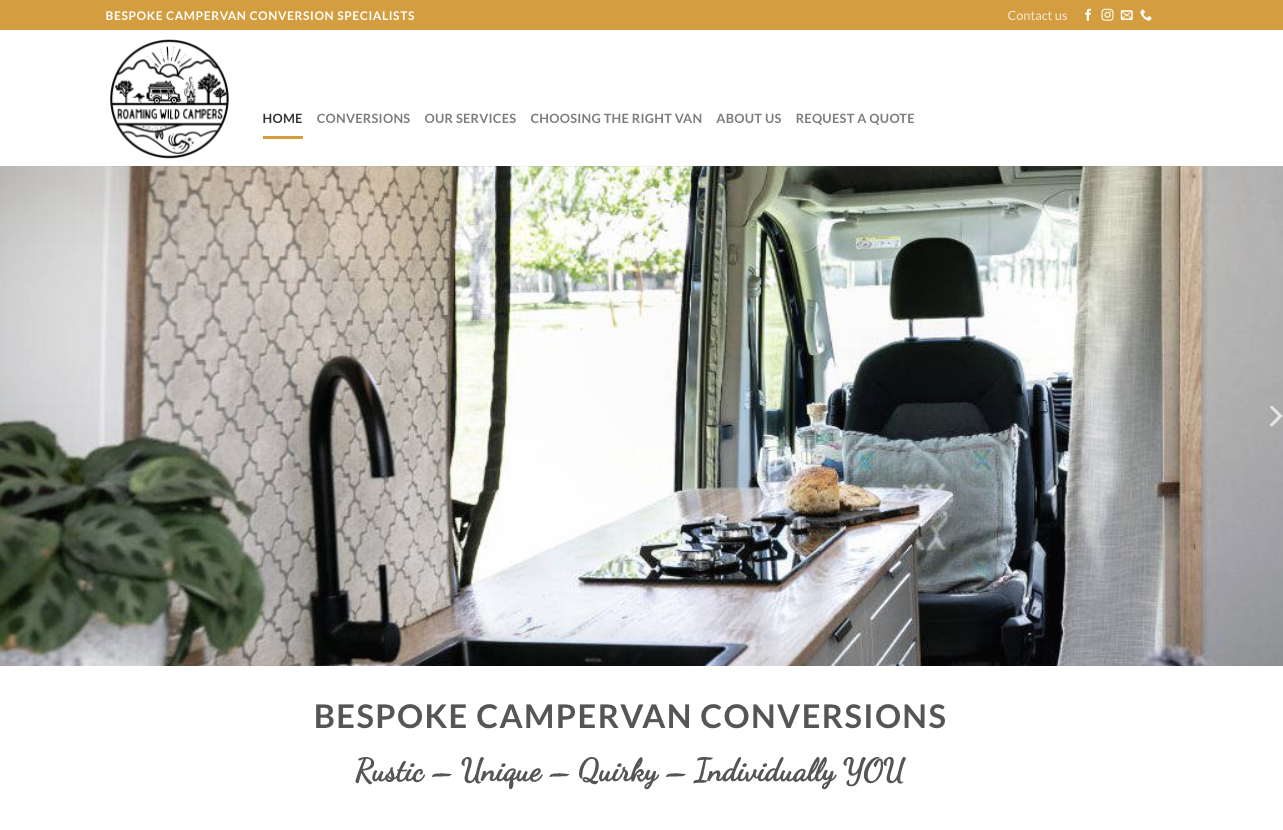 BESPOKE CAMPERVAN CONVERSION SPECIALISTS
Contact us
ROAMING WILD CAMPERS
HOME CONVERSIONS OUR SERVICES CHOOSING THE RIGHT VAN ABOUT US REQUEST A QUOTE
BESPOKE CAMPERVAN CONVERSIONS
Rustic – Unique – Quirky – Individually YOU